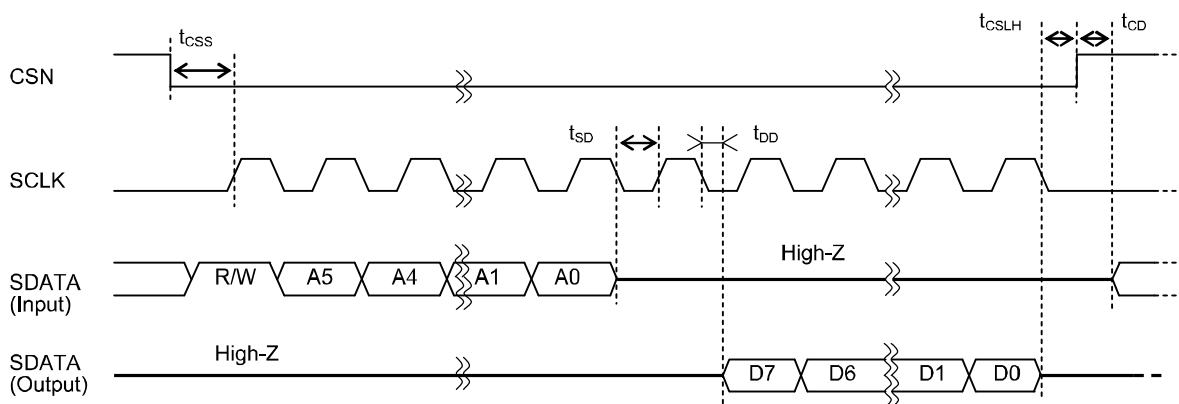 tCSS
tCSLH
tCD
CSN
tSD
tDD
SCLK
High-Z
SDATA
(Input)
R/W
A5
A4
A1
A0
High-Z
SDATA
(Output)
D7
D6
D1
D0